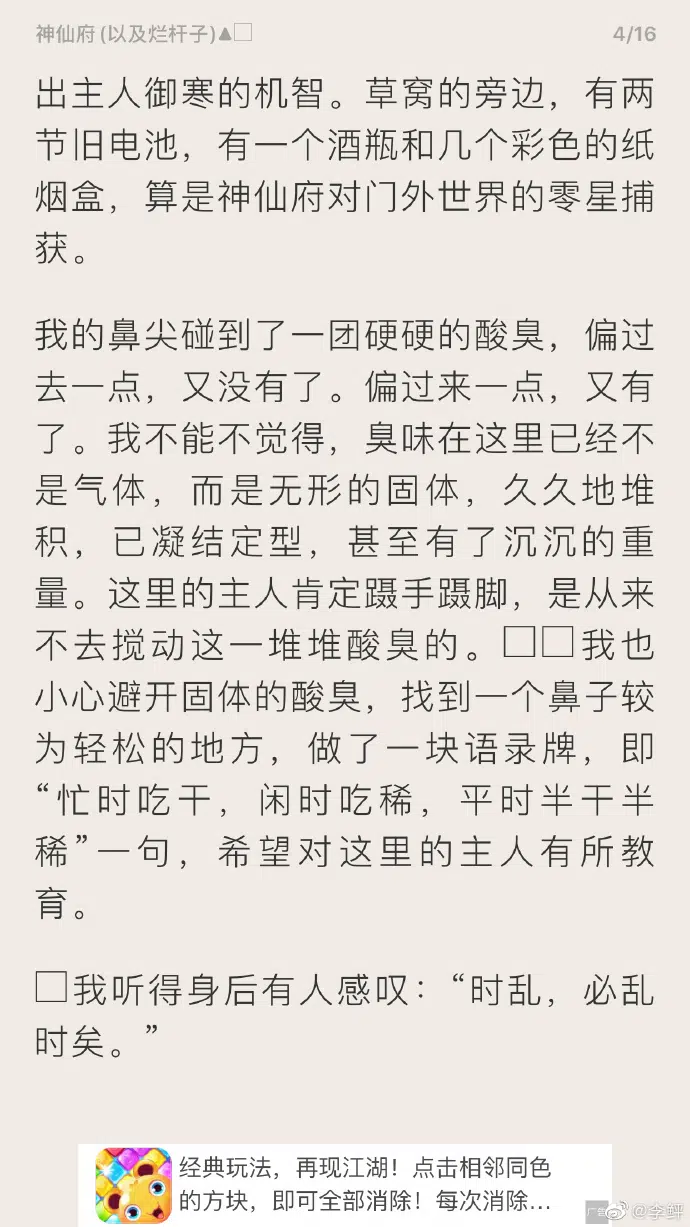 神仙府(以及烂杆子)▲□
4/16
出主人御寒的机智。草窝的旁边，有两
节旧电池，有一个酒瓶和几个彩色的纸
烟盒，算是神仙府对门外世界的零星捕
获。
我的鼻尖碰到了一团硬硬的酸臭，偏过
去一点，又没有了。偏过来一点，又有
了。我不能不觉得，臭味在这里已经不
是气体，而是无形的固体，久久地堆
积，已凝结定型，甚至有了沉沉的重
量。这里的主人肯定蹑手蹑脚，是从来
不去搅动这一堆堆酸臭的。□□我也
小心避开固体的酸臭，找到一个鼻子较
为轻松的地方，做了一块语录牌，即
“忙时吃干，闲时吃稀，平时半干半
稀”一句，希望对这里的主人有所教
育。
□我听得身后有人感叹：“时乱，必乱
时矣。”
经典玩法，再现江湖！点击相邻同色
的方块，即可全部消除！每次消除...
广告
@李鲆